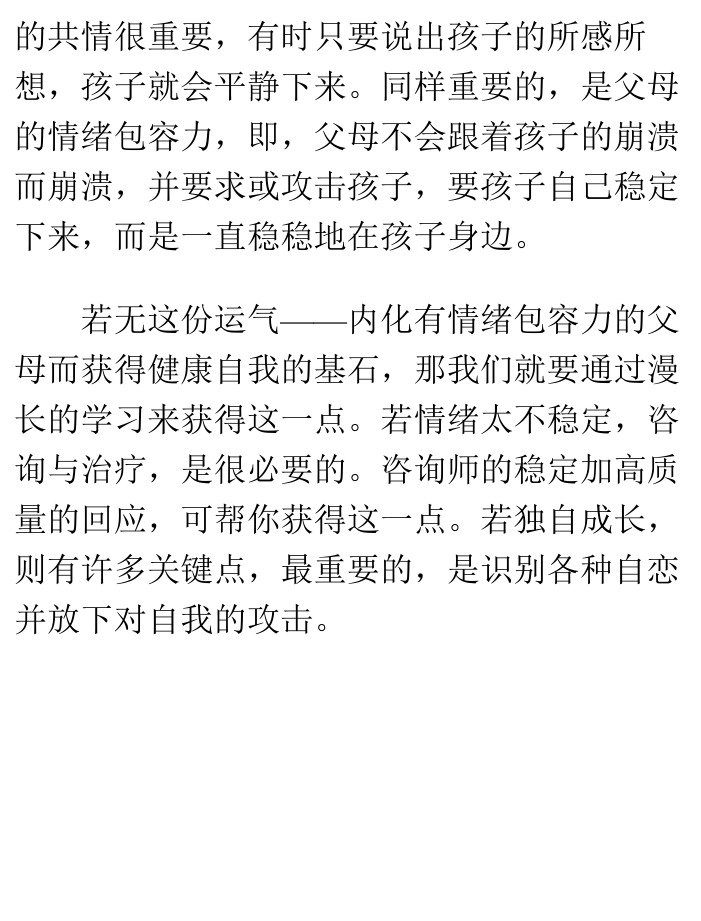 的共情很重要，有时只要说出孩子的所感所
想，孩子就会平静下来。同样重要的，是父母
的情绪包容力，即，父母不会跟着孩子的崩溃
而崩溃，并要求或攻击孩子，要孩子自己稳定
下来，而是一直稳稳地在孩子身边。
若无这份运气——内化有情绪包容力的父
母而获得健康自我的基石，那我们就要通过漫
长的学习来获得这一点。若情绪太不稳定，咨
询与治疗，是很必要的。咨询师的稳定加高质
量的回应，可帮你获得这一点。若独自成长，
则有许多关键点，最重要的，是识别各种自恋
并放下对自我的攻击。